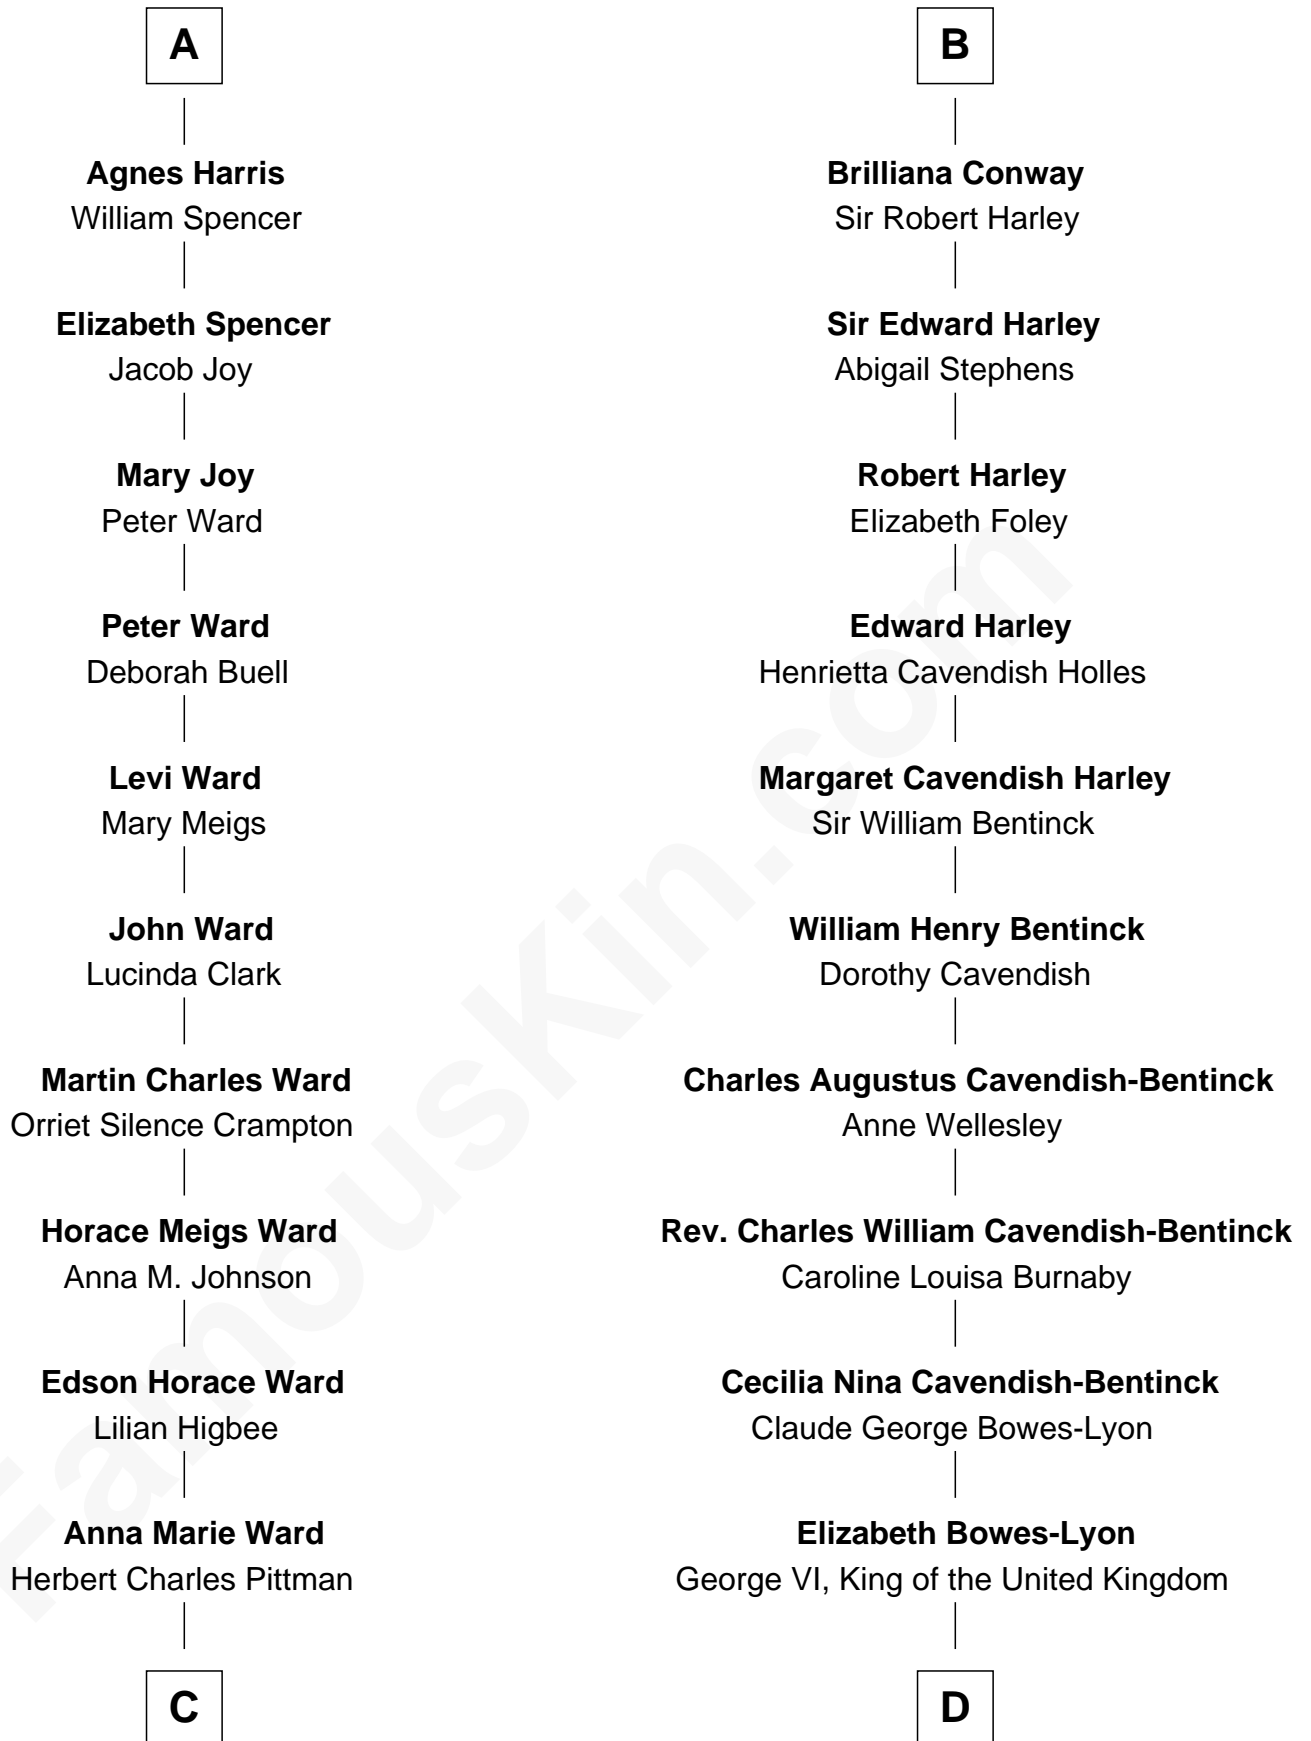 A
Agnes Harris
William Spencer
Elizabeth Spencer
Jacob Joy
Mary Joy
Peter Ward
Peter Ward
Deborah Buell
Levi Ward
Mary Meigs
John Ward
Lucinda Clark
Martin Charles Ward
Orriet Silence Crampton
Horace Meigs Ward
Anna M. Johnson
Edson Horace Ward
Lilian Higbee
Anna Marie Ward
Herbert Charles Pittman
C
B
Brilliana Conway
Sir Robert Harley
Sir Edward Harley
Abigail Stephens
Robert Harley
Elizabeth Foley
Edward Harley
Henrietta Cavendish Holles
Margaret Cavendish Harley
Sir William Bentinck
William Henry Bentinck
Dorothy Cavendish
Charles Augustus Cavendish-Bentinck
Anne Wellesley
Rev. Charles William Cavendish-Bentinck
Caroline Louisa Burnaby
Cecilia Nina Cavendish-Bentinck
Claude George Bowes-Lyon
Elizabeth Bowes-Lyon
George VI, King of the United Kingdom
D
FamousKin.com